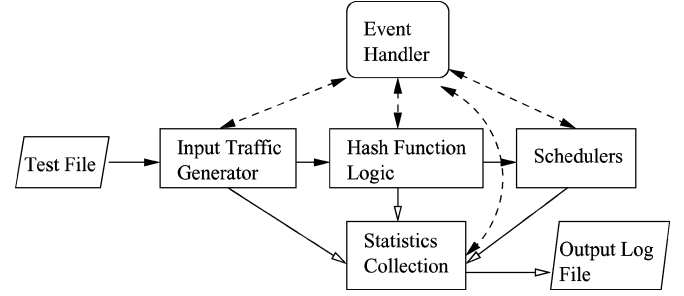 Event
Handler
Test File
Input Traffic
Generator
Hash Function
Logic
Schedulers
Statistics
Collection
Output Log
File